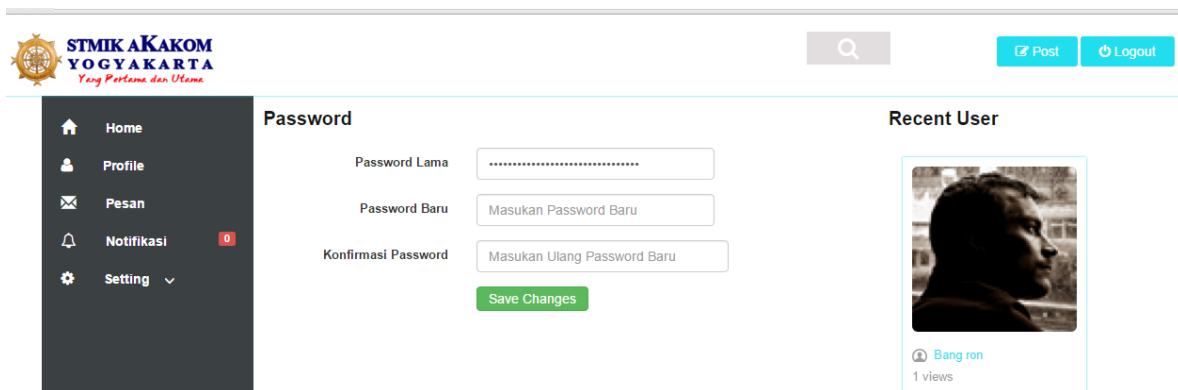 STMIK AKAKOM
YOGYAKARTA
Yang Pertama dan Utama
Post
Logout
Home
Profile
Pesan
Notifikasi 0
Setting
Password
Password Lama ································
Password Baru Masukan Password Baru
Konfirmasi Password Masukan Ulang Password Baru
Save Changes
Recent User
Bang ron
1 views